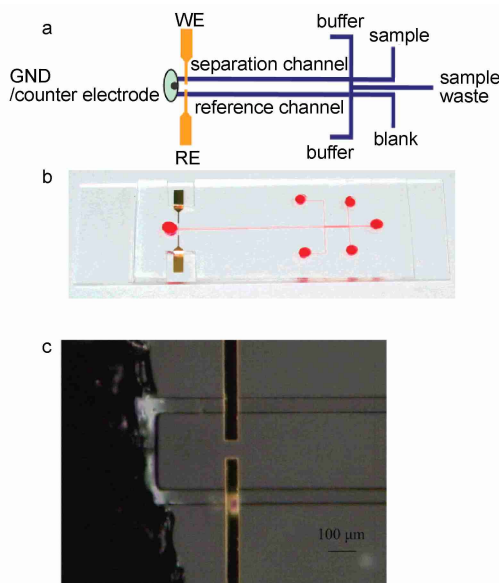 a
WE
buffer
sample
separation channel
GND
/counter electrode
sample
waste
reference channel
RE
buffer
blank
b
c
100 μm